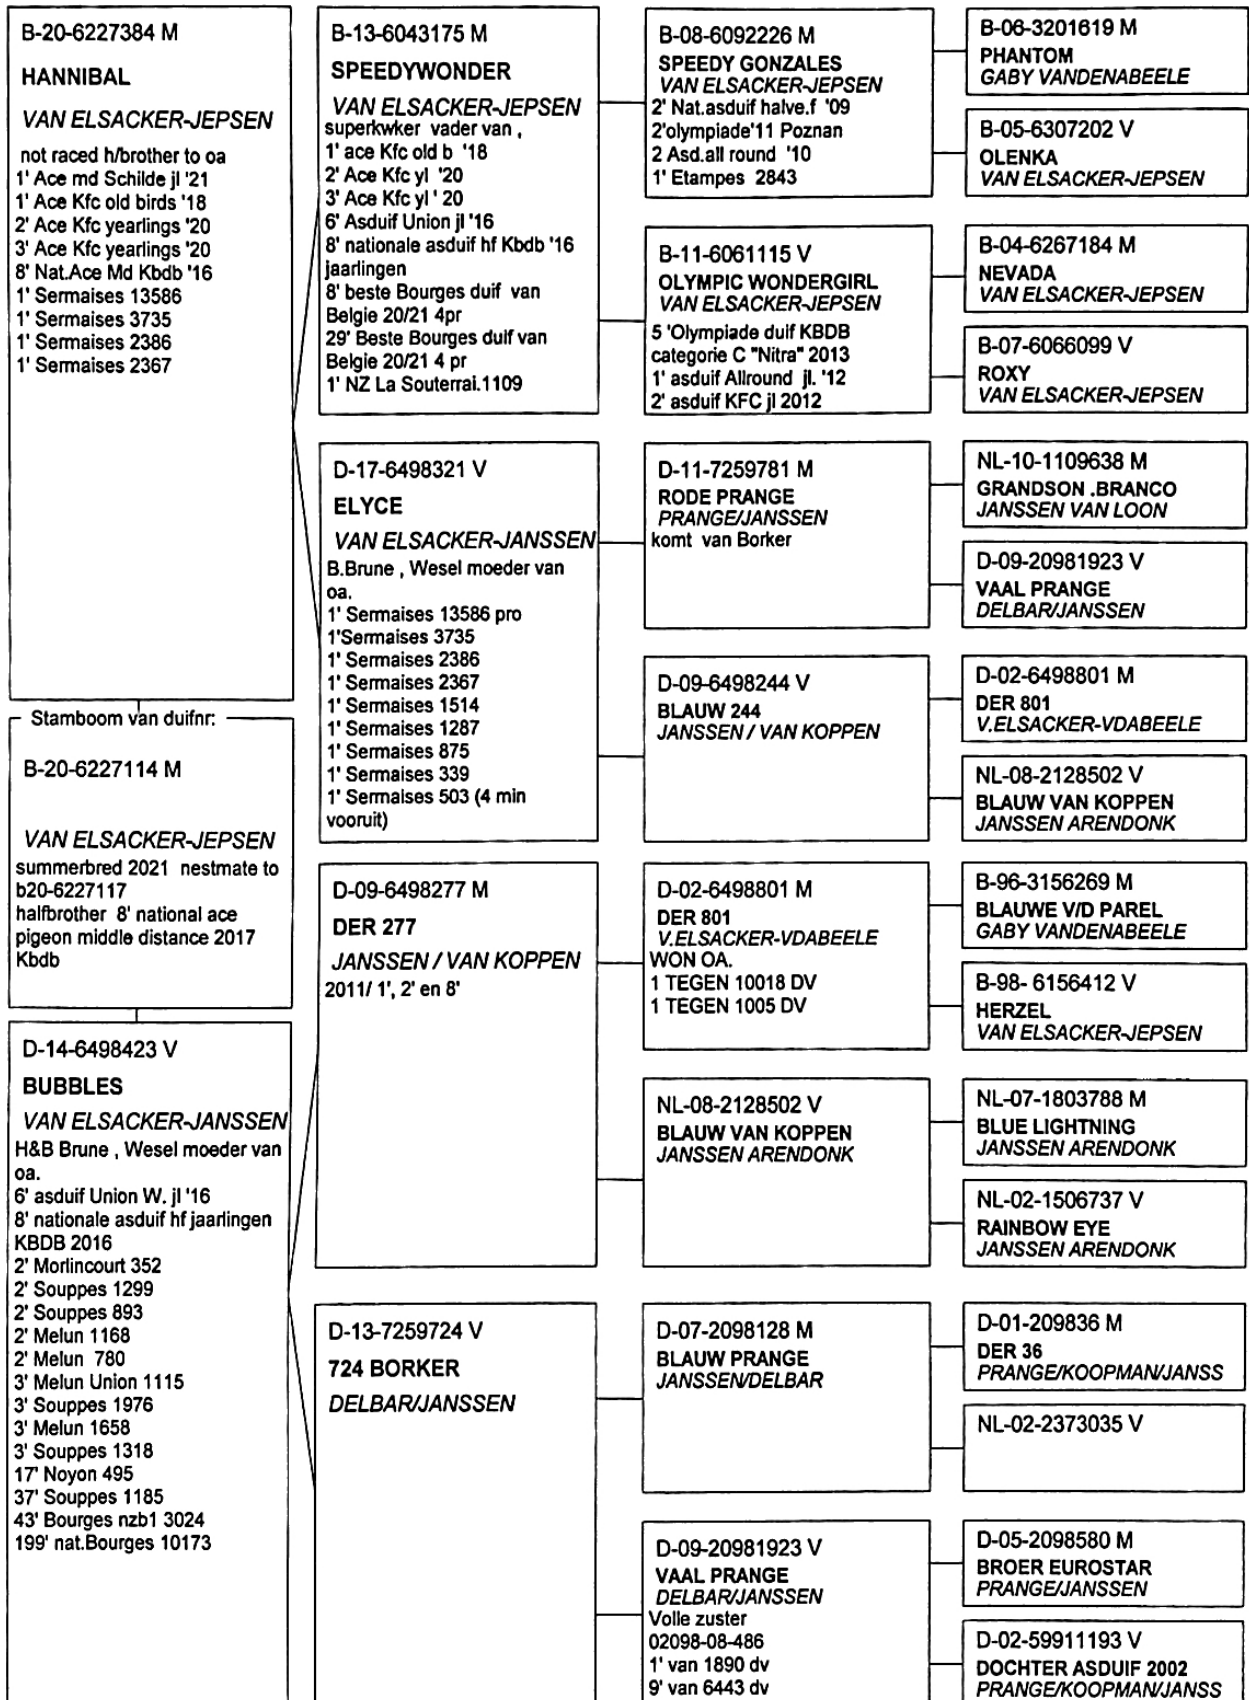 B-20-6227384 M
HANNIBAL
VAN ELSACKER-JEPSEN
not raced h/brother to oa
1' Ace md Schilde jl '21
1' Ace Kfc old birds '18
2' Ace Kfc yearlings '20
3' Ace Kfc yearlings '20
8' Nat.Ace Md Kbdb '16
1' Sermaises 13586
1' Sermaises 3735
1' Sermaises 2386
1' Sermaises 2367
Stamboom van duifnr:
B-20-6227114 M
VAN ELSACKER-JEPSEN
summerbred 2021 nestmate to
b20-6227117
halfbrother 8' national ace
pigeon middle distance 2017
Kbdb
D-14-6498423 V
BUBBLES
VAN ELSACKER-JANSSEN
H&B Brune , Wesel moeder van
oa.
6' asduif Union W. jl '16
8' nationale asduif hf jaarlingen
KBDB 2016
2' Morlincourt 352
2' Souppes 1299
2' Souppes 893
2' Melun 1168
2' Melun 780
3' Melun Union 1115
3' Souppes 1976
3' Melun 1658
3' Souppes 1318
17' Noyon 495
37' Souppes 1185
43' Bourges nzb1 3024
199' nat.Bourges 10173
B-13-6043175 M
SPEEDYWONDER
VAN ELSACKER-JEPSEN
superkwker vader van ,
1' ace Kfc old b '18
2' Ace Kfc yl '20
3' Ace Kfc yl ' 20
6' Asduif Union jl '16
8' nationale asduif hf Kbdb '16
jaarlingen
8' beste Bourges duif van
Belgie 20/21 4pr
29' Beste Bourges duif van
Belgie 20/21 4 pr
1' NZ La Souterrai.1109
D-17-6498321 V
ELYCE
VAN ELSACKER-JANSSEN
B.Brune , Wesel moeder van
oa.
1' Sermaises 13586 pro
1'Sermaises 3735
1' Sermaises 2386
1' Sermaises 2367
1' Sermaises 1514
1' Sermaises 1287
1' Sermaises 875
1' Sermaises 339
1' Sermaises 503 (4 min
vooruit)
D-09-6498277 M
DER 277
JANSSEN / VAN KOPPEN
2011/ 1', 2' en 8'
D-13-7259724 V
724 BORKER
DELBAR/JANSSEN
B-08-6092226 M
SPEEDY GONZALES
VAN ELSACKER-JEPSEN
2' Nat.asduif halve.f '09
2'olympiade'11 Poznan
2 Asd.all round '10
1' Etampes 2843
B-11-6061115 V
OLYMPIC WONDERGIRL
VAN ELSACKER-JEPSEN
5 'Olympiade duif KBDB
categorie C "Nitra" 2013
1' asduif Allround jl. '12
2' asduif KFC jl 2012
D-11-7259781 M
RODE PRANGE
PRANGE/JANSSEN
komt van Borker
D-09-6498244 V
BLAUW 244
JANSSEN / VAN KOPPEN
D-02-6498801 M
DER 801
V.ELSACKER-VDABEELE
WON OA.
1 TEGEN 10018 DV
1 TEGEN 1005 DV
NL-08-2128502 V
BLAUW VAN KOPPEN
JANSSEN ARENDONK
D-07-2098128 M
BLAUW PRANGE
JANSSEN/DELBAR
D-09-20981923 V
VAAL PRANGE
DELBAR/JANSSEN
Volle zuster
02098-08-486
1' van 1890 dv
9' van 6443 dv
B-06-3201619 M
PHANTOM
GABY VANDENABEELE
B-05-6307202 V
OLENKA
VAN ELSACKER-JEPSEN
B-04-6267184 M
NEVADA
VAN ELSACKER-JEPSEN
B-07-6066099 V
ROXY
VAN ELSACKER-JEPSEN
NL-10-1109638 M
GRANDSON .BRANCO
JANSSEN VAN LOON
D-09-20981923 V
VAAL PRANGE
DELBAR/JANSSEN
D-02-6498801 M
DER 801
V.ELSACKER-VDABEELE
NL-08-2128502 V
BLAUW VAN KOPPEN
JANSSEN ARENDONK
B-96-3156269 M
BLAUWE V/D PAREL
GABY VANDENABEELE
B-98- 6156412 V
HERZEL
VAN ELSACKER-JEPSEN
NL-07-1803788 M
BLUE LIGHTNING
JANSSEN ARENDONK
NL-02-1506737 V
RAINBOW EYE
JANSSEN ARENDONK
D-01-209836 M
DER 36
PRANGE/KOOPMAN/JANSS
NL-02-2373035 V
D-05-2098580 M
BROER EUROSTAR
PRANGE/JANSSEN
D-02-59911193 V
DOCHTER ASDUIF 2002
PRANGE/KOOPMAN/JANSS